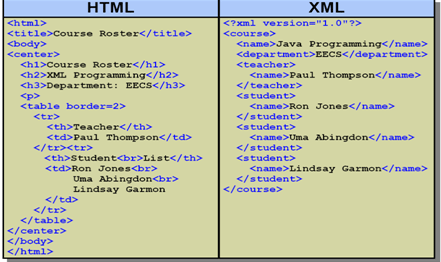 HTML
<html>
<title>Course Roster</title>
<body>
<center>
<h1>Course Roster</h1>
<h2>XML Programming</h2>
<h3>Department: EECS</h3>
<p>
<table border=2>
<tr>
<th>Teacher</th>
<td>Paul Thompson</td>
</tr><tr>
<th>Student<br>List</th>
<td>Ron Jones<br>
Uma Abingdon<br>
Lindsay Garmon
</td>
</tr>
</table>
</center>
</body>
</html>
XML
<?xml version="1.0"?>
<course>
<name>Java Programming</name>
<department>EECS</department>
<teacher>
<name>Paul Thompson</name>
</teacher>
<student>
<name>Ron Jones</name>
</student>
<student>
<name>Uma Abingdon</name>
</student>
<student>
<name>Lindsay Garmon</name>
</student>
</course>